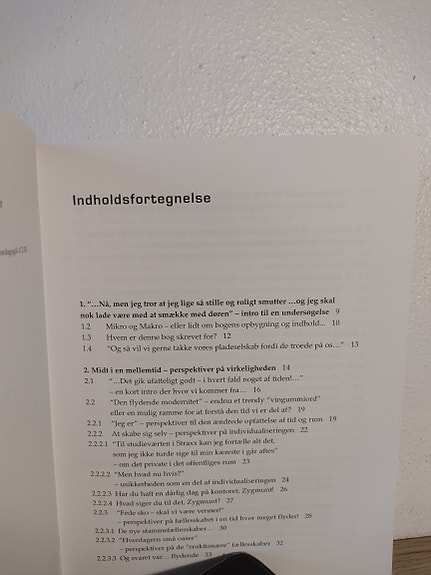 Indholdsfortegnelse
1. "…Nå, men jeg tror at jeg lige så stille og roligt smutter …og jeg skal
nok lade være med at smække med døren" – intro til en undersøgelse 9
1.2 Mikro og Makro – eller lidt om bogens opbygning og indhold... 10
1.3 Hvem er denne bog skrevet for? 12
1.4 "Og så vil vi gerne takke vores pladeselskab fordi de troede på os…" 13
2. Midt i en mellemtid – perspektiver på virkeligheden 14
2.1 "…Det gik ufatteligt godt – i hvert fald noget af tiden!…"
– en kort intro der hvor vi kommer fra… 16
2.2 "Den flydende modernitet" – endnu et trendy "vingummiord"
eller en mulig ramme for at forstå den tid vi er del af? 19
2.2.1 "Jeg er" – perspektiver til den ændrede opfattelse af tid og rum 19
2.2.2 At skabe sig selv – perspektiver på individualiseringen 22
2.2.2.1 "Til studieværten i Straxx kan jeg fortælle alt det,
som jeg ikke turde sige til min kæreste i går aftes"
– om det private i det offentliges rum 23
2.2.2.2 "Men hvad nu hvis?"
– usikkerheden som en del af individualiseringen 24
2.2.2.3 Har du haft en dårlig dag på kontoret, Zygmunt! 26
2.2.2.4 Hvad siger du til det, Zygmunt? 27
2.2.3 "Fede sko – skal vi være venner!"
– perspektiver på fællesskabet i en tid hvor meget flyder! 28
2.2.3.1 De nye stammefællesskaber… 30
2.2.3.2 "Hverdagens små oaser"
– perspektiver på de "reaktionære" fællesskaber 32
2.2.3.3 Og svaret var… flydende 33